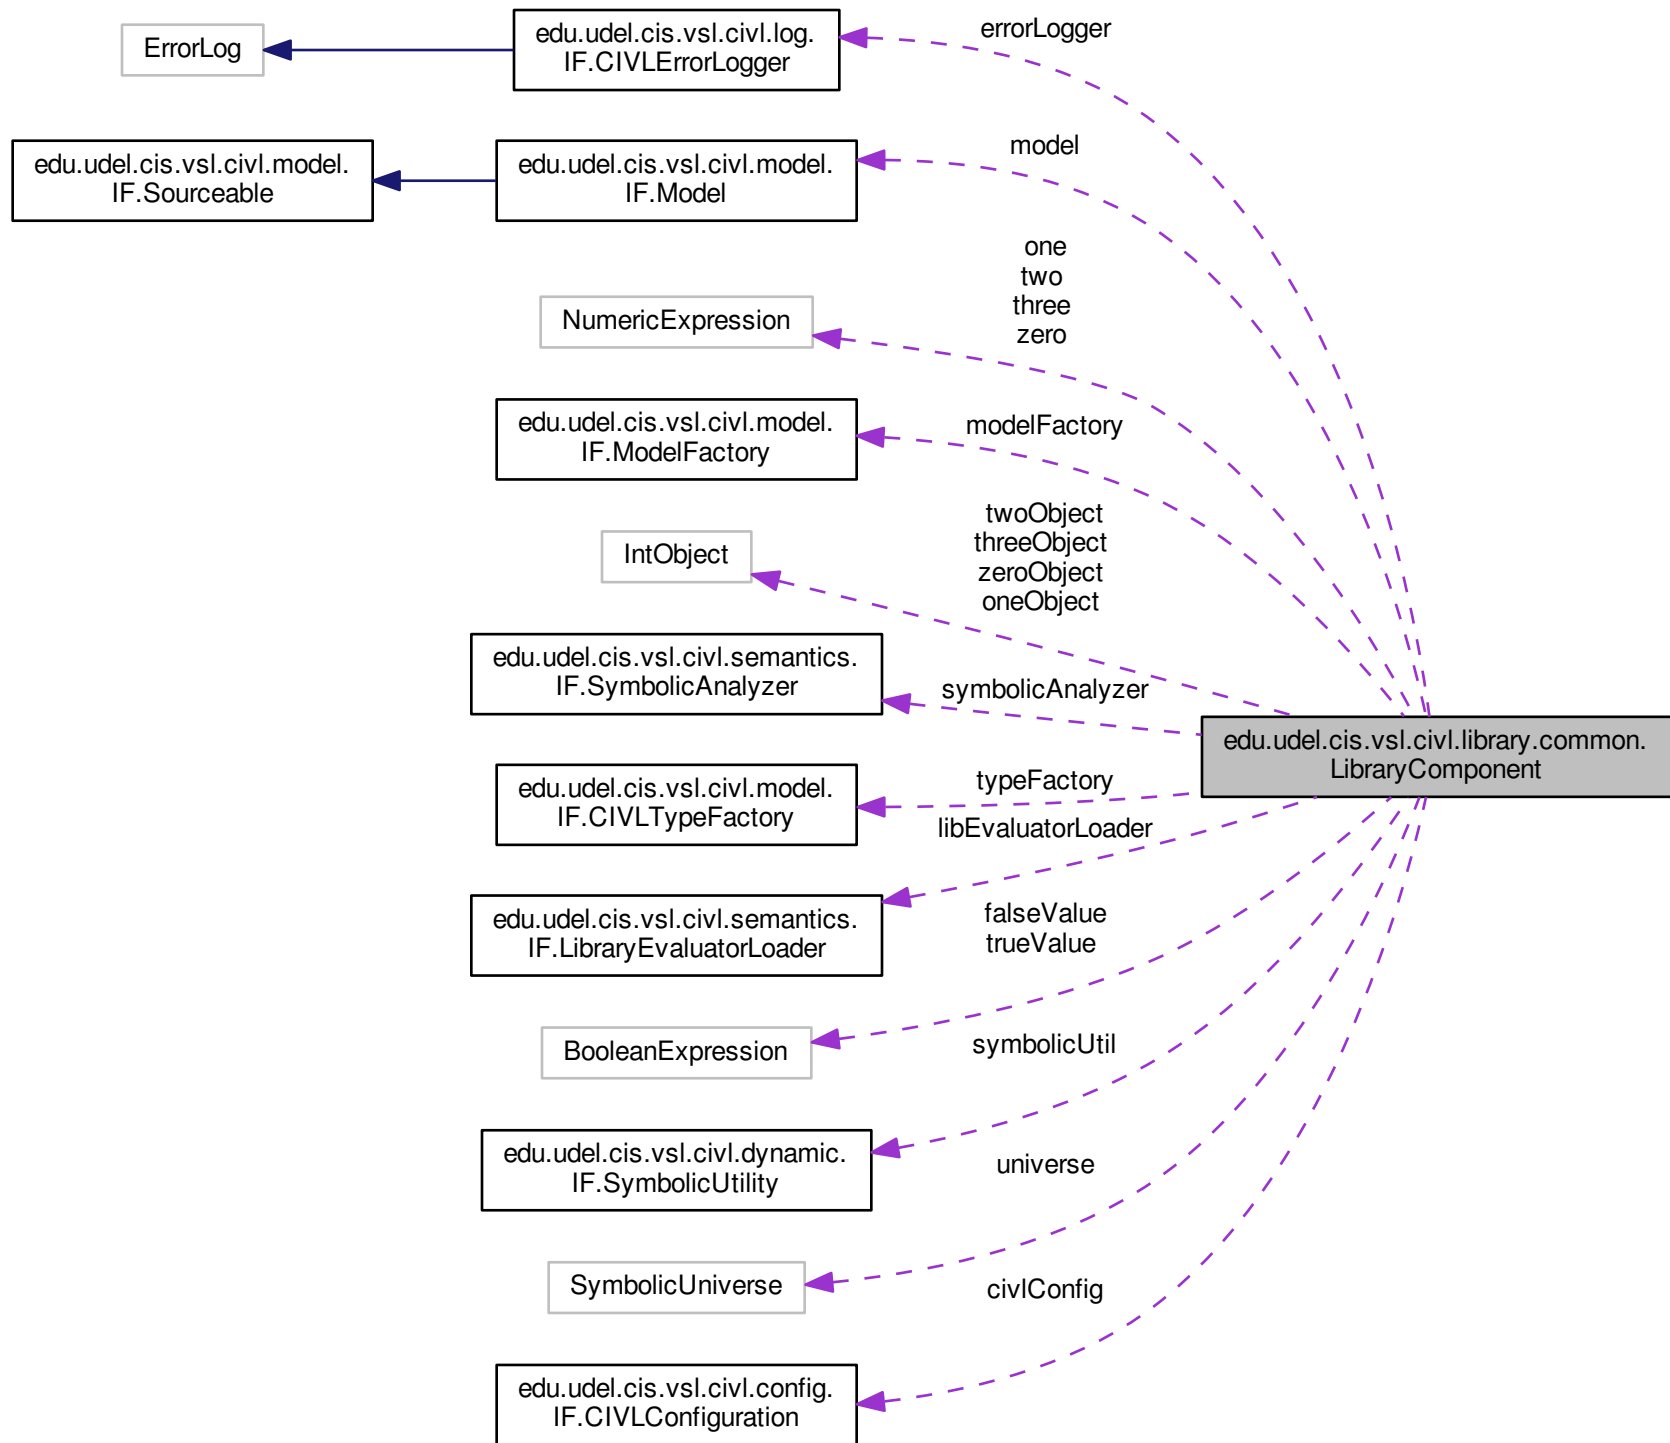 ErrorLog
edu.udel.cis.vsl.civl.log.
IF.CIVLErrorLogger
errorLogger
edu.udel.cis.vsl.civl.model.
IF.Sourceable
edu.udel.cis.vsl.civl.model.
IF.Model
model
one
two
three
zero
NumericExpression
edu.udel.cis.vsl.civl.model.
IF.ModelFactory
modelFactory
twoObject
threeObject
zeroObject
oneObject
IntObject
edu.udel.cis.vsl.civl.semantics.
IF.SymbolicAnalyzer
symbolicAnalyzer
edu.udel.cis.vsl.civl.library.common.
LibraryComponent
edu.udel.cis.vsl.civl.model.
IF.CIVLTypeFactory
typeFactory
libEvaluatorLoader
edu.udel.cis.vsl.civl.semantics.
IF.LibraryEvaluatorLoader
falseValue
trueValue
BooleanExpression
symbolicUtil
edu.udel.cis.vsl.civl.dynamic.
IF.SymbolicUtility
universe
SymbolicUniverse
civlConfig
edu.udel.cis.vsl.civl.config.
IF.CIVLConfiguration